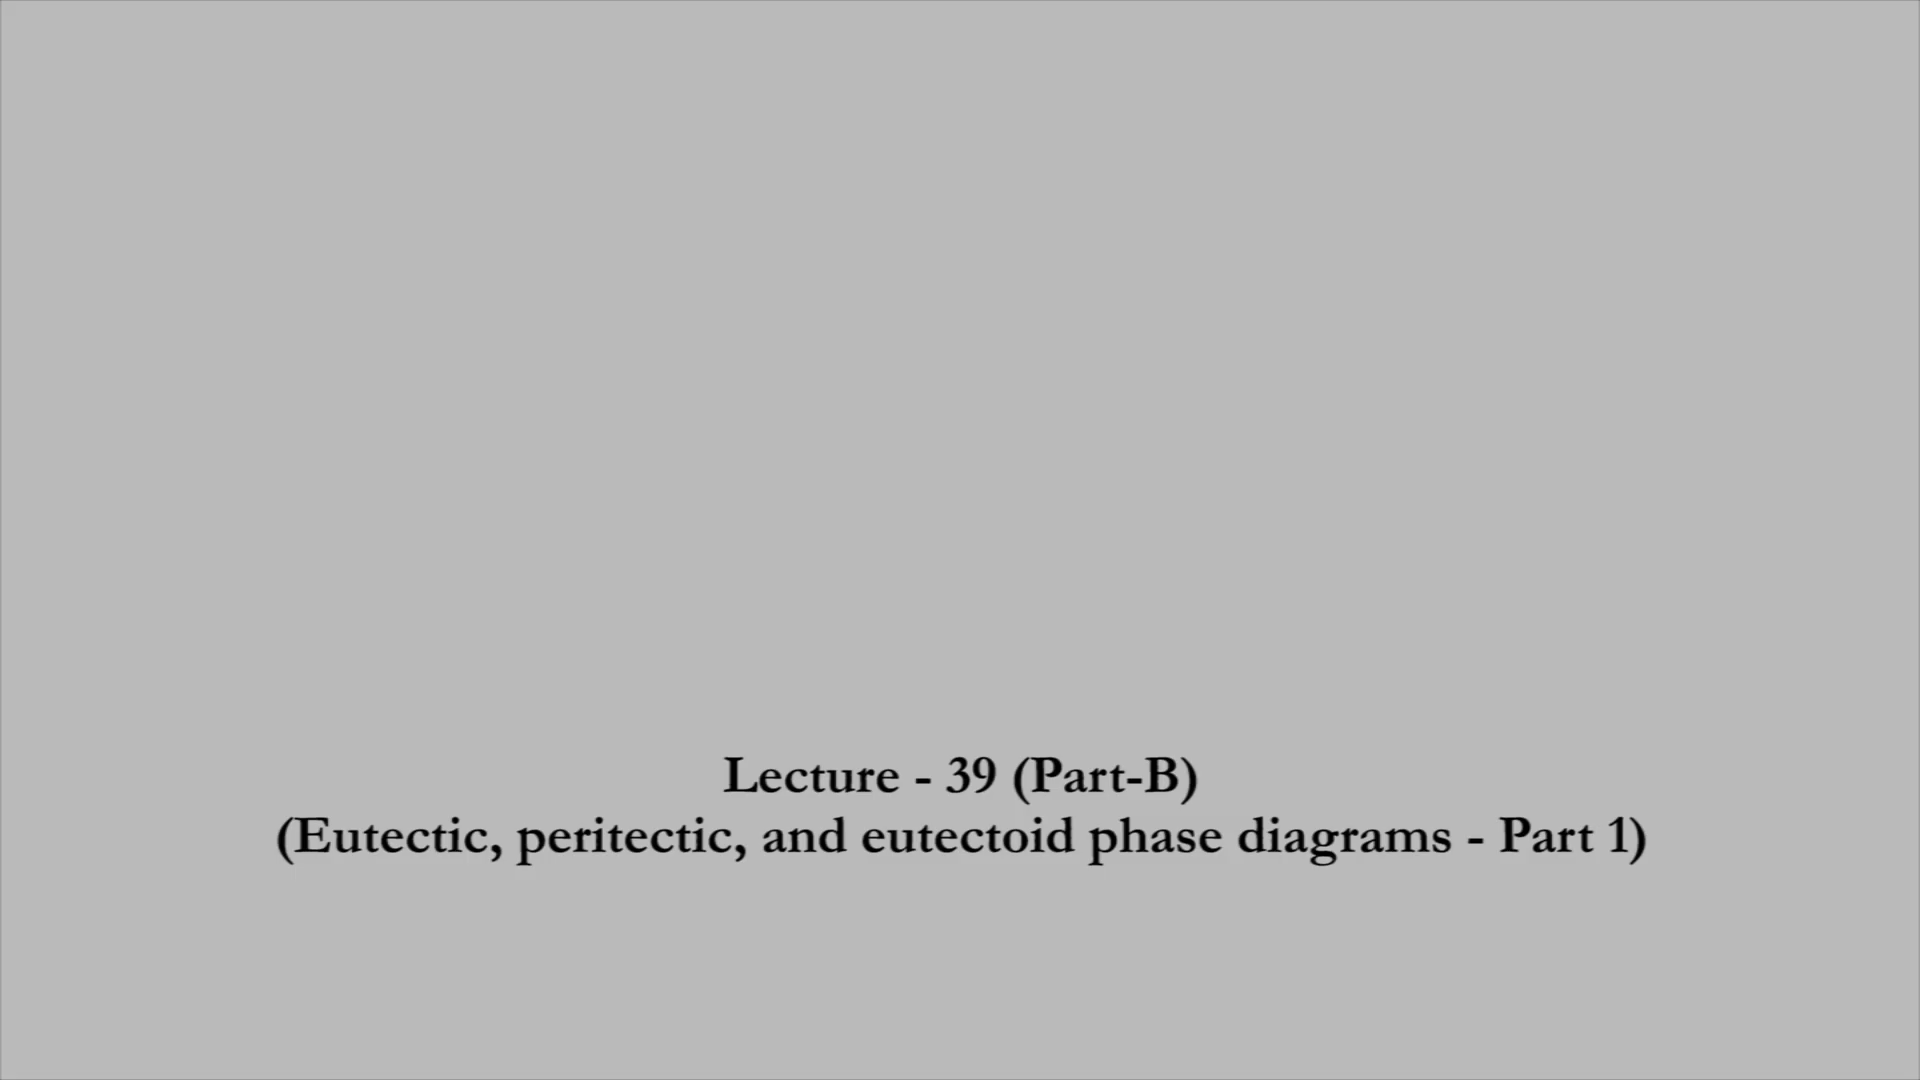 Lecture - 39 (Part-B)
(Eutectic, peritectic, and eutectoid phase diagrams - Part 1)